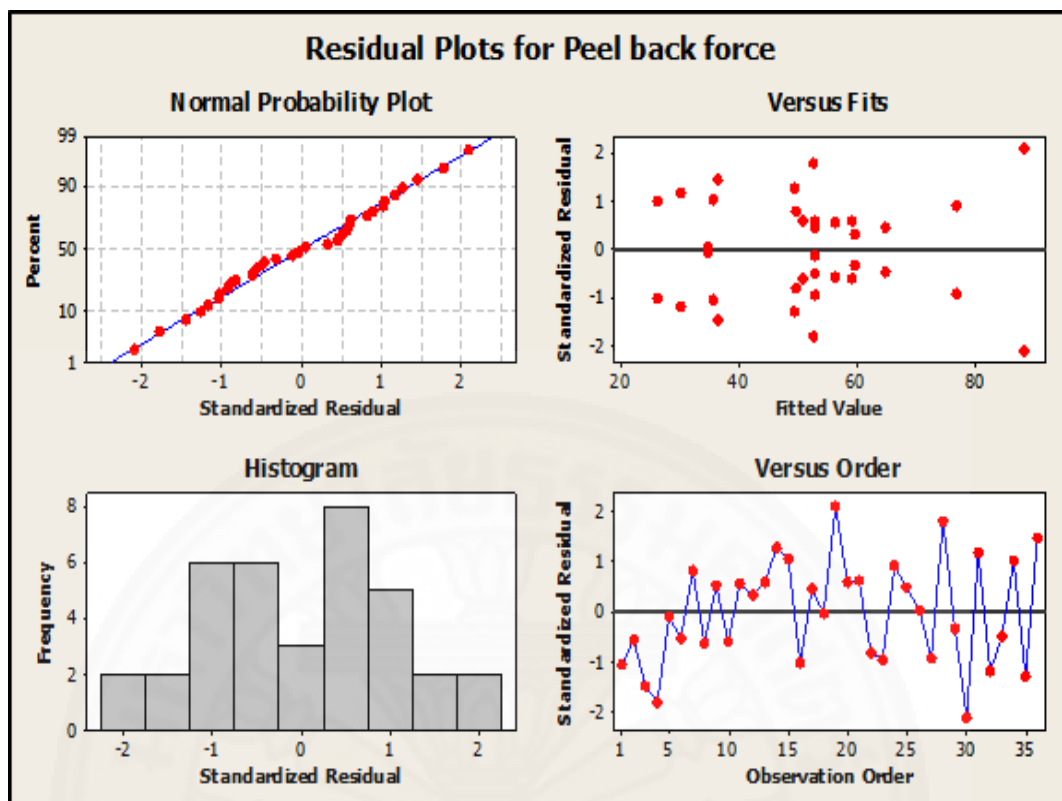 Residual Plots for Peel back force
Normal Probability Plot
99
90
50
10
1
Percent
-2 -1 0 1 2
Standardized Residual
Versus Fits
2
1
0
-1
-2
Standardized Residual
20 40 60 80
Fitted Value
Histogram
8
6
4
2
0
Frequency
-2 -1 0 1 2
Standardized Residual
Versus Order
2
1
0
-1
-2
Standardized Residual
1 5 10 15 20 25 30 35
Observation Order